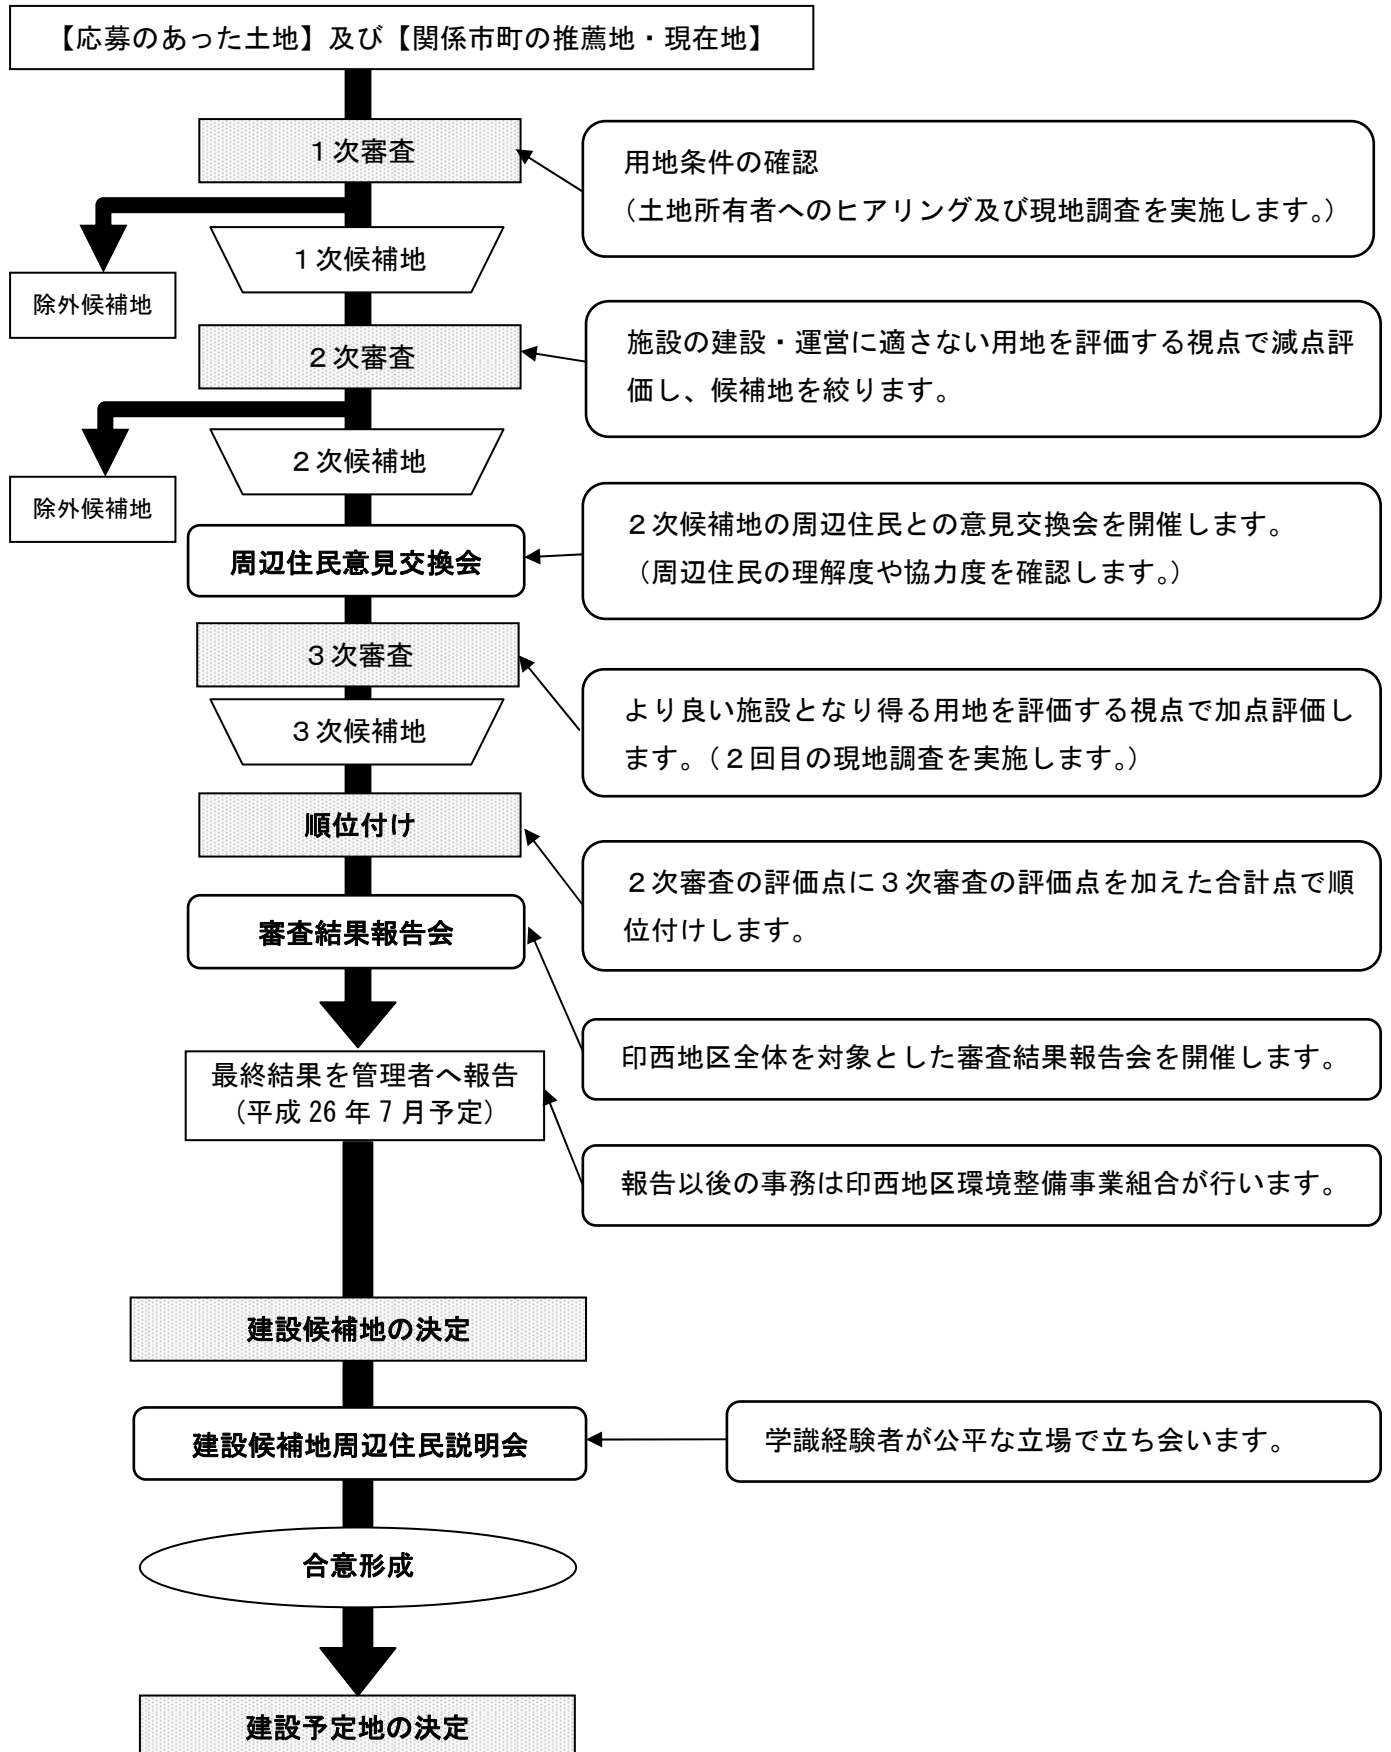 【応募のあった土地】及び【関係市町の推薦地・現在地】
１次審査
用地条件の確認
（土地所有者へのヒアリング及び現地調査を実施します。）
１次候補地
除外候補地
２次審査
施設の建設・運営に適さない用地を評価する視点で減点評
価し、候補地を絞ります。
２次候補地
除外候補地
周辺住民意見交換会
２次候補地の周辺住民との意見交換会を開催します。
（周辺住民の理解度や協力度を確認します。）
３次審査
３次候補地
より良い施設となり得る用地を評価する視点で加点評価し
ます。（２回目の現地調査を実施します。）
順位付け
２次審査の評価点に３次審査の評価点を加えた合計点で順
位付けします。
審査結果報告会
印西地区全体を対象とした審査結果報告会を開催します。
最終結果を管理者へ報告
（平成 26 年 7 月予定）
報告以後の事務は印西地区環境整備事業組合が行います。
建設候補地の決定
建設候補地周辺住民説明会
学識経験者が公平な立場で立ち会います。
合意形成
建設予定地の決定